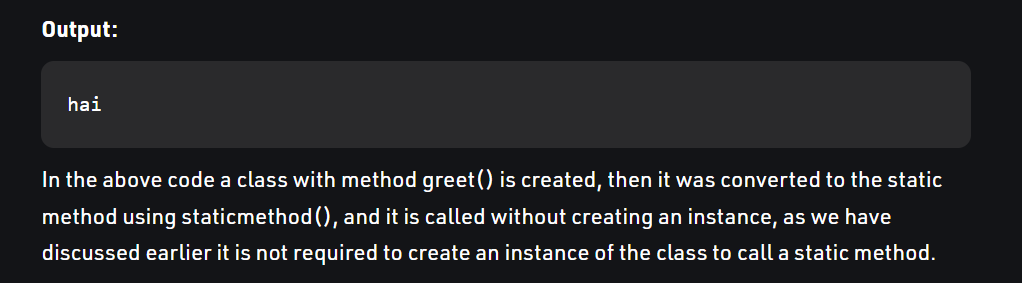 Output:
hai
In the above code a class with method greet() is created, then it was converted to the static
method using staticmethod(), and it is called without creating an instance, as we have
discussed earlier it is not required to create an instance of the class to call a static method.